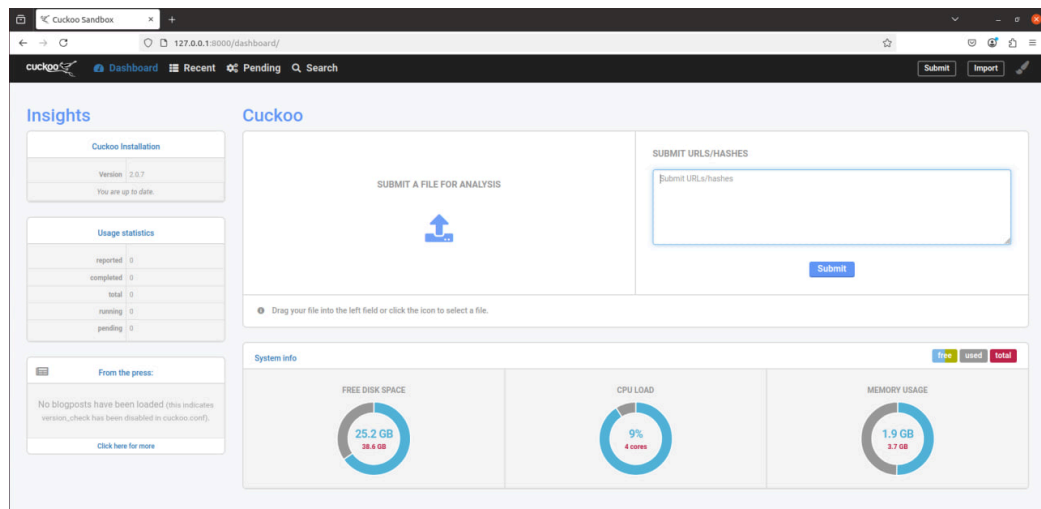 Cuckoo Sandbox
127.0.0.1:8000/dashboard/
cuckoo Dashboard Recent Pending Search Submit Import
Insights
Cuckoo Installation
Version 2.0.7
You are up to date.
Usage statistics
reported 0
completed 0
total 0
running 0
pending 0
From the press:
No blogposts have been loaded (this indicates
version_check has been disabled in cuckoo.conf).
Click here for more
Cuckoo
SUBMIT A FILE FOR ANALYSIS
SUBMIT URLS/HASHES
Submit URLs/hashes
Submit
Drag your file into the left field or click the icon to select a file.
System info
free used total
FREE DISK SPACE
25.2 GB
38.6 GB
CPU LOAD
9%
4 cores
MEMORY USAGE
1.9 GB
3.7 GB